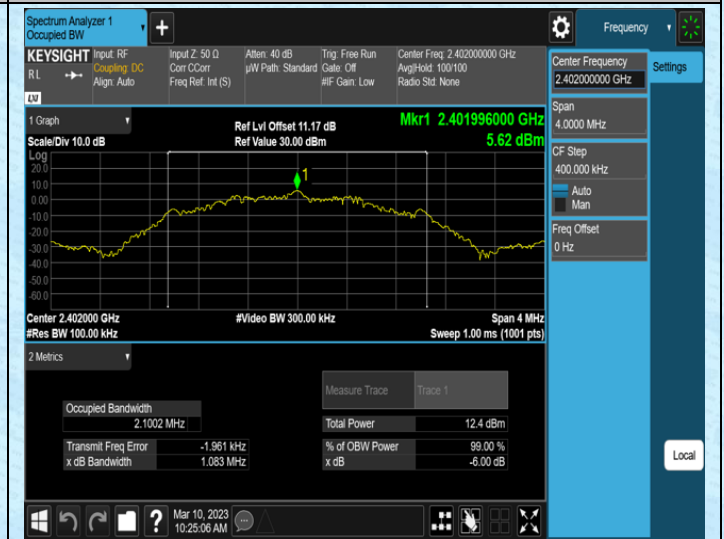 Spectrum Analyzer 1
Occupied BW
+
Frequency
KEYSIGHT
R L
LXI
Input: RF
Coupling: DC
Align: Auto
Input Z: 50 Ω
Corr CCorr
Freq Ref: Int (S)
Atten: 40 dB
µW Path: Standard
Trig: Free Run
Gate: Off
#IF Gain: Low
Center Freq: 2.402000000 GHz
Avg|Hold: 100/100
Radio Std: None
Center Frequency
2.402000000 GHz
Settings
Span
4.0000 MHz
CF Step
400.000 kHz
Auto
Man
Freq Offset
0 Hz
1 Graph
Scale/Div 10.0 dB
Ref Lvl Offset 11.17 dB
Ref Value 30.00 dBm
Mkr1 2.401996000 GHz
5.62 dBm
Log
20.0
10.0
0.00
-10.0
-20.0
-30.0
-40.0
-50.0
-60.0
1
Center 2.402000 GHz
#Res BW 100.00 kHz
#Video BW 300.00 kHz
Span 4 MHz
Sweep 1.00 ms (1001 pts)
2 Metrics
Measure Trace
Trace 1
Occupied Bandwidth
2.1002 MHz
Total Power
12.4 dBm
Transmit Freq Error
-1.961 kHz
% of OBW Power
99.00 %
x dB Bandwidth
1.083 MHz
x dB
-6.00 dB
Local
?
Mar 10, 2023
10:25:06 AM